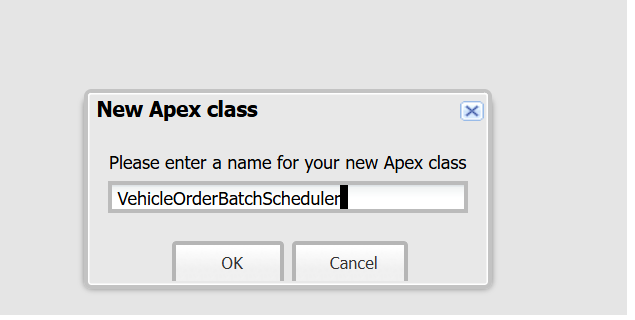 New Apex class
Please enter a name for your new Apex class
VehicleOrderBatchScheduler
OK
Cancel